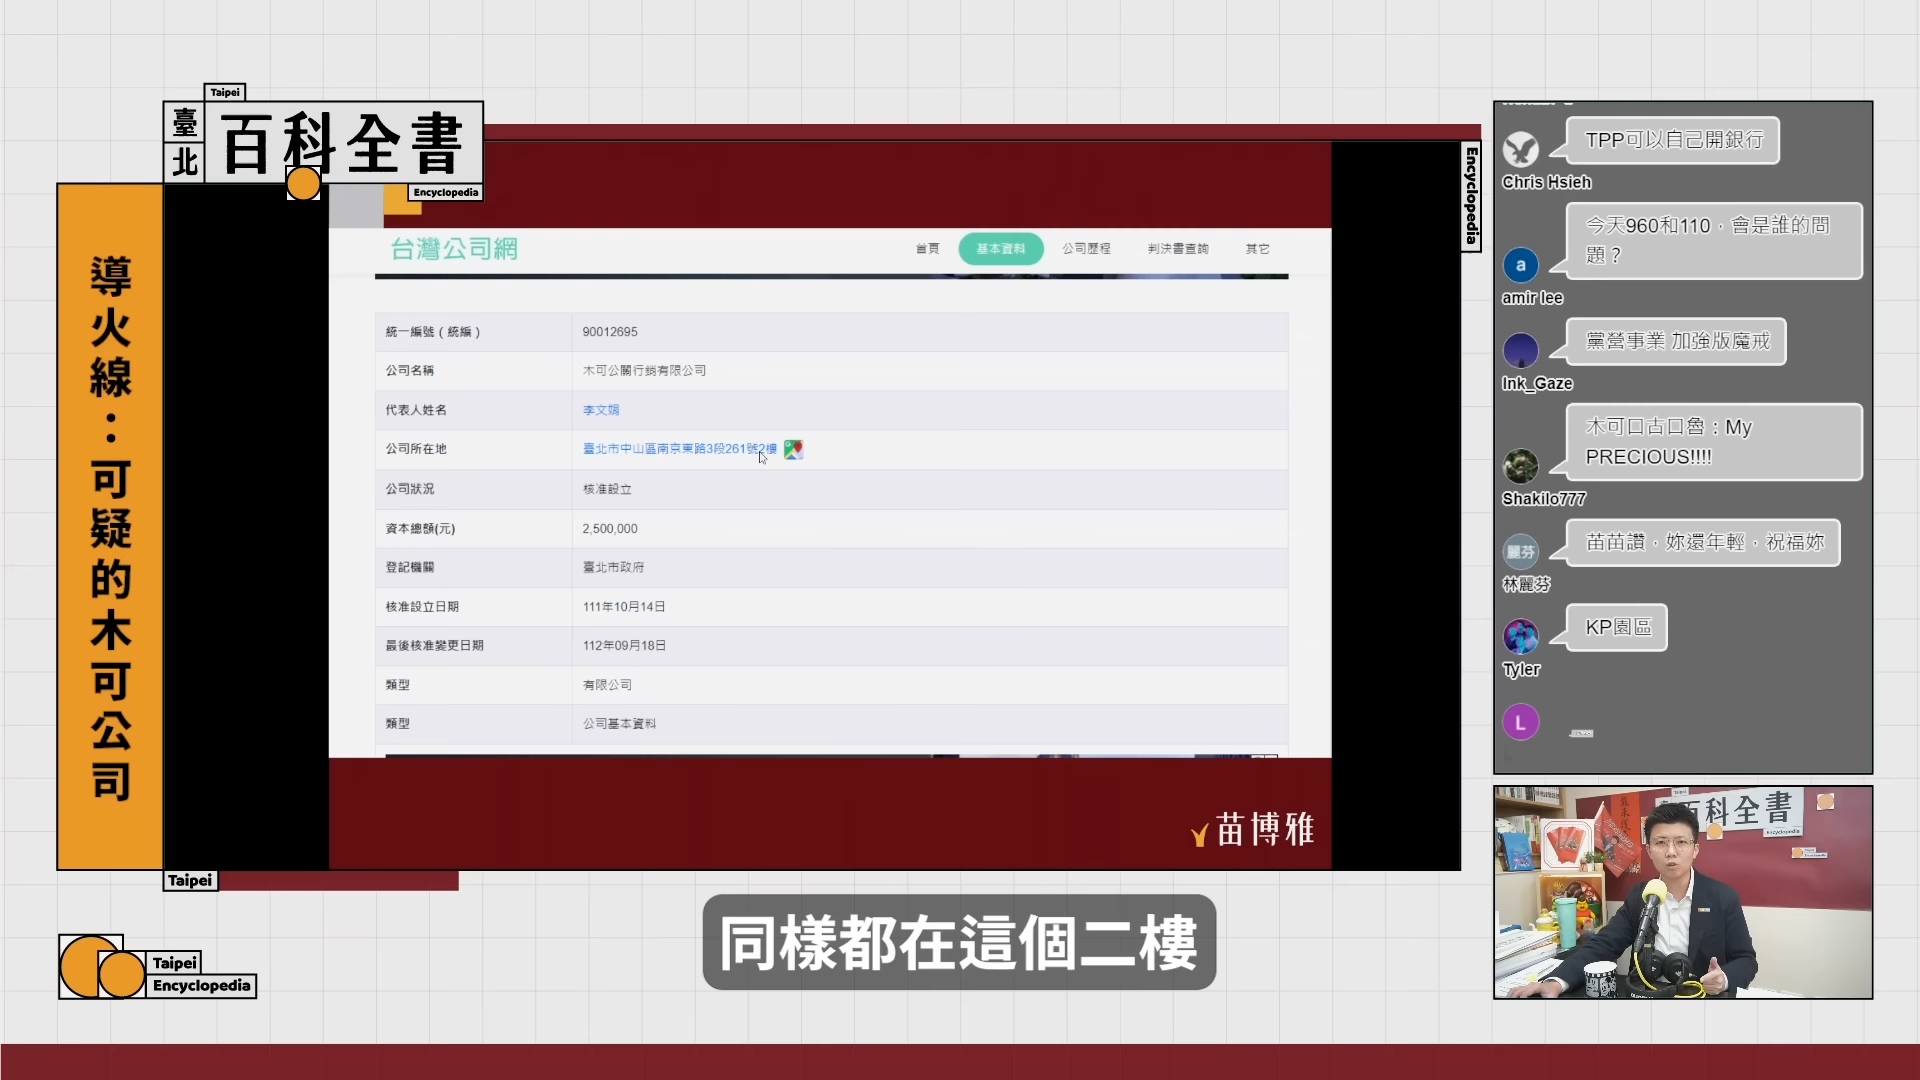 Taipei
臺北
百科全書
Encyclopedia
Encyclopedia
導火線：可疑的木可公司
台灣公司網
首頁 基本資料 公司歷程 判決書查詢 其它
統一編號（統編） 90012695
公司名稱 木可公關行銷有限公司
代表人姓名 李文娟
公司所在地 臺北市中山區南京東路3段261號2樓
公司狀況 核准設立
資本總額(元) 2,500,000
登記機關 臺北市政府
核准設立日期 111年10月14日
最後核准變更日期 112年09月18日
類型 有限公司
類型 公司基本資料
苗博雅
Taipei
同樣都在這個二樓
Taipei
Encyclopedia
TPP可以自己開銀行
Chris Hsieh
今天960和110，會是誰的問
題？
a
amir lee
黨營事業 加強版魔戒
Ink_Gaze
木可口古口魯：My
PRECIOUS!!!!
Shakilo777
苗苗讚，妳還年輕，祝福妳
麗芬
林麗芬
KP園區
Tyler
L
百科全書